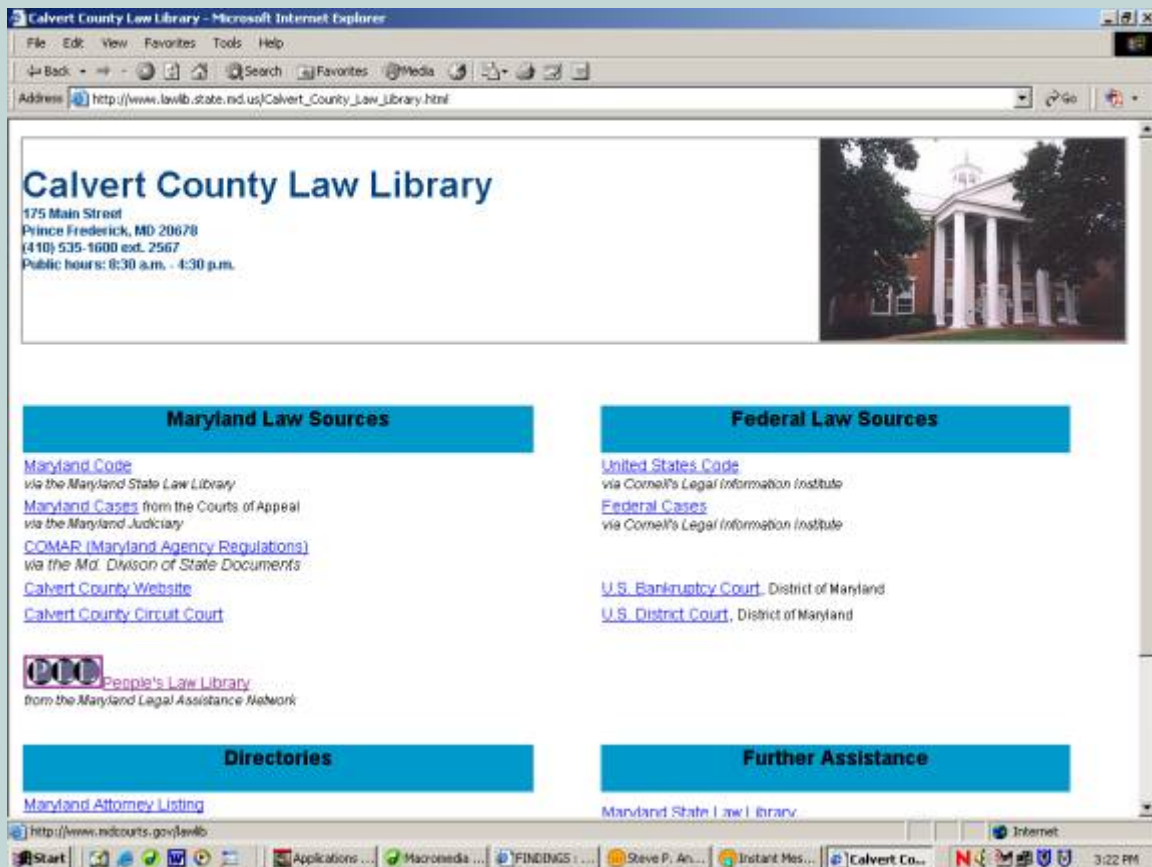 Calvert County Law Library - Microsoft Internet Explorer
File Edit View Favorites Tools Help
Back Search Favorites Media
Address http://www.lawlib.state.md.us/Calvert_County_Law_Library.html Go
Calvert County Law Library
175 Main Street
Prince Frederick, MD 20678
(410) 535-1600 ext. 2567
Public hours: 8:30 a.m. - 4:30 p.m.
Maryland Law Sources
Maryland Code
via the Maryland State Law Library
Maryland Cases from the Courts of Appeal
via the Maryland Judiciary
COMAR (Maryland Agency Regulations)
via the Md. Divison of State Documents
Calvert County Website
Calvert County Circuit Court
PLL People's Law Library
from the Maryland Legal Assistance Network
Federal Law Sources
United States Code
via Cornell's Legal Information Institute
Federal Cases
via Cornell's Legal Information Institute
U.S. Bankruptcy Court, District of Maryland
U.S. District Court, District of Maryland
Directories
Maryland Attorney Listing
Further Assistance
Maryland State Law Library
http://www.mdcourts.gov/lawlib Internet
Start Applications ... Macromedia ... FINDINGS : ... Steve P. An... Instant Mes... Calvert Co... 3:22 PM